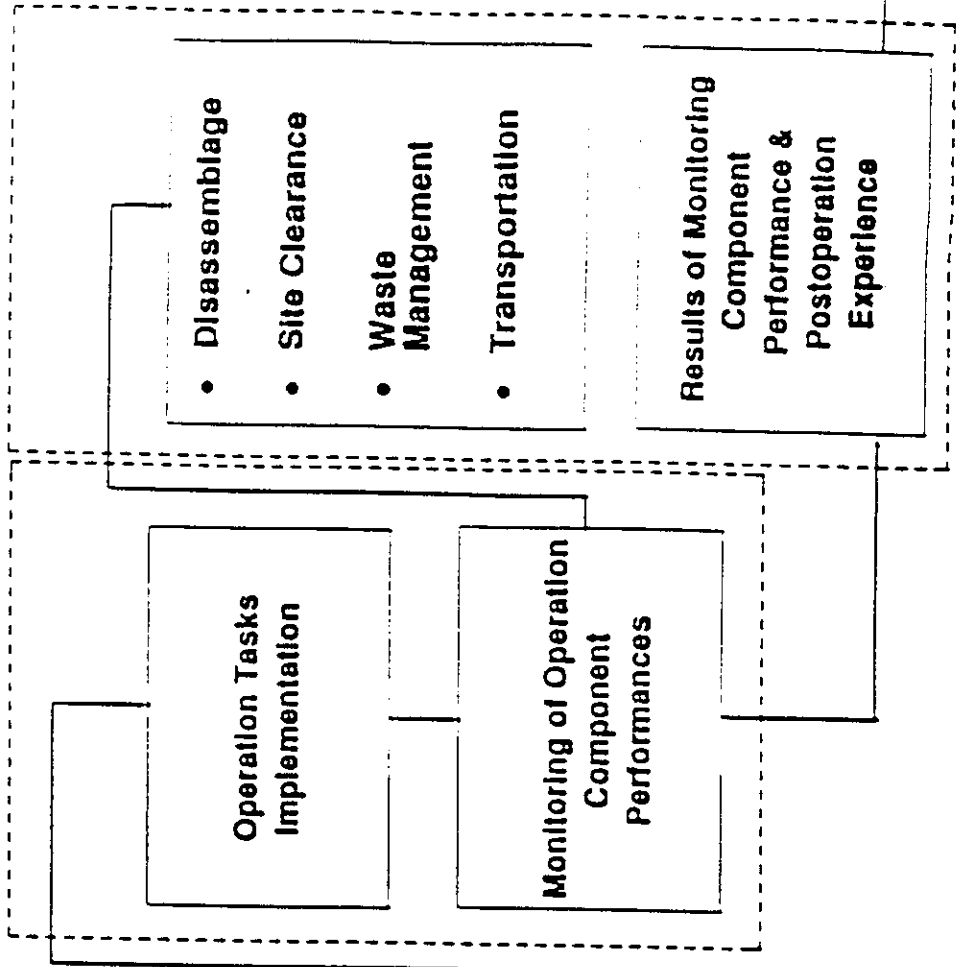 Operation Tasks
Implementation
Monitoring of Operation
Component
Performances
• Disassemblage
• Site Clearance
• Waste
Management
• Transportation
Results of Monitoring
Component
Performance &
Postoperation
Experience